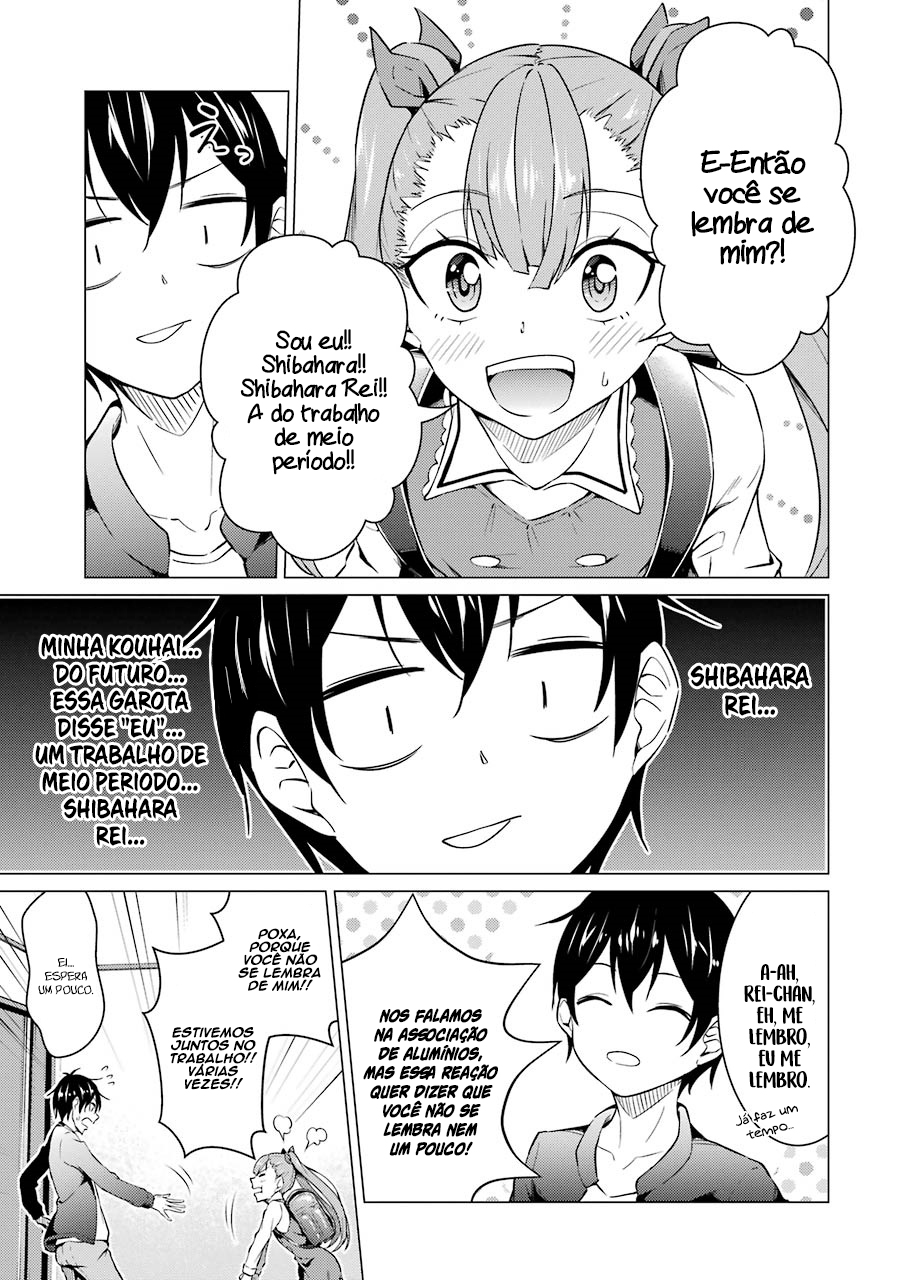 E-Então
você se
lembra de
mim?!
Sou eu!!
Shibahara!!
Shibahara Rei!!
A do trabalho
de meio
período!!
えっ
SHIBAHARA
REI...
MINHA KOUHAI...
DO FUTURO...
ESSA GAROTA
DISSE "EU"...
UM TRABALHO DE
MEIO PERIODO...
SHIBAHARA
REI...
A-AH,
REI-CHAN,
EH, ME
LEMBRO,
EU ME
LEMBRO.
Já faz um
tempo...
NOS FALAMOS
NA ASSOCIAÇÃO
DE ALUMÍNIOS,
MAS ESSA REAÇÃO
QUER DIZER QUE
VOCÊ NÃO SE
LEMBRA NEM
UM POUCO!
POXA,
PORQUE
VOCÊ NÃO
SE LEMBRA
DE MIM!!
ESTIVEMOS
JUNTOS NO
TRABALHO!!
VÁRIAS
VEZES!!
EI...
ESPERA
UM POUCO.